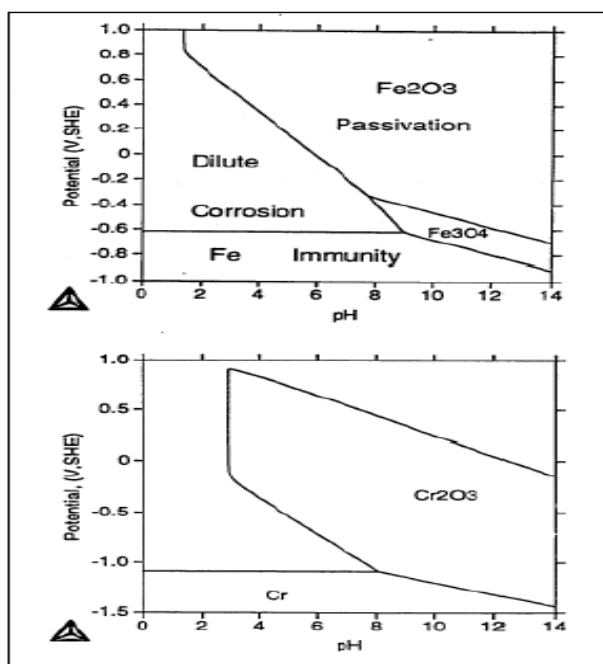 1.0
0.8
0.6
0.4
0.2
0
-0.2
-0.4
-0.6
-0.8
-1.0
Potential (V,SHE)
Fe2O3
Passivation
Dilute
Corrosion
Fe3O4
Fe Immunity
0 2 4 6 8 10 12 14
pH
1.0
0.5
0
-0.5
-1.0
-1.5
Potential, (V,SHE)
Cr2O3
Cr
0 2 4 6 8 10 12 14
pH